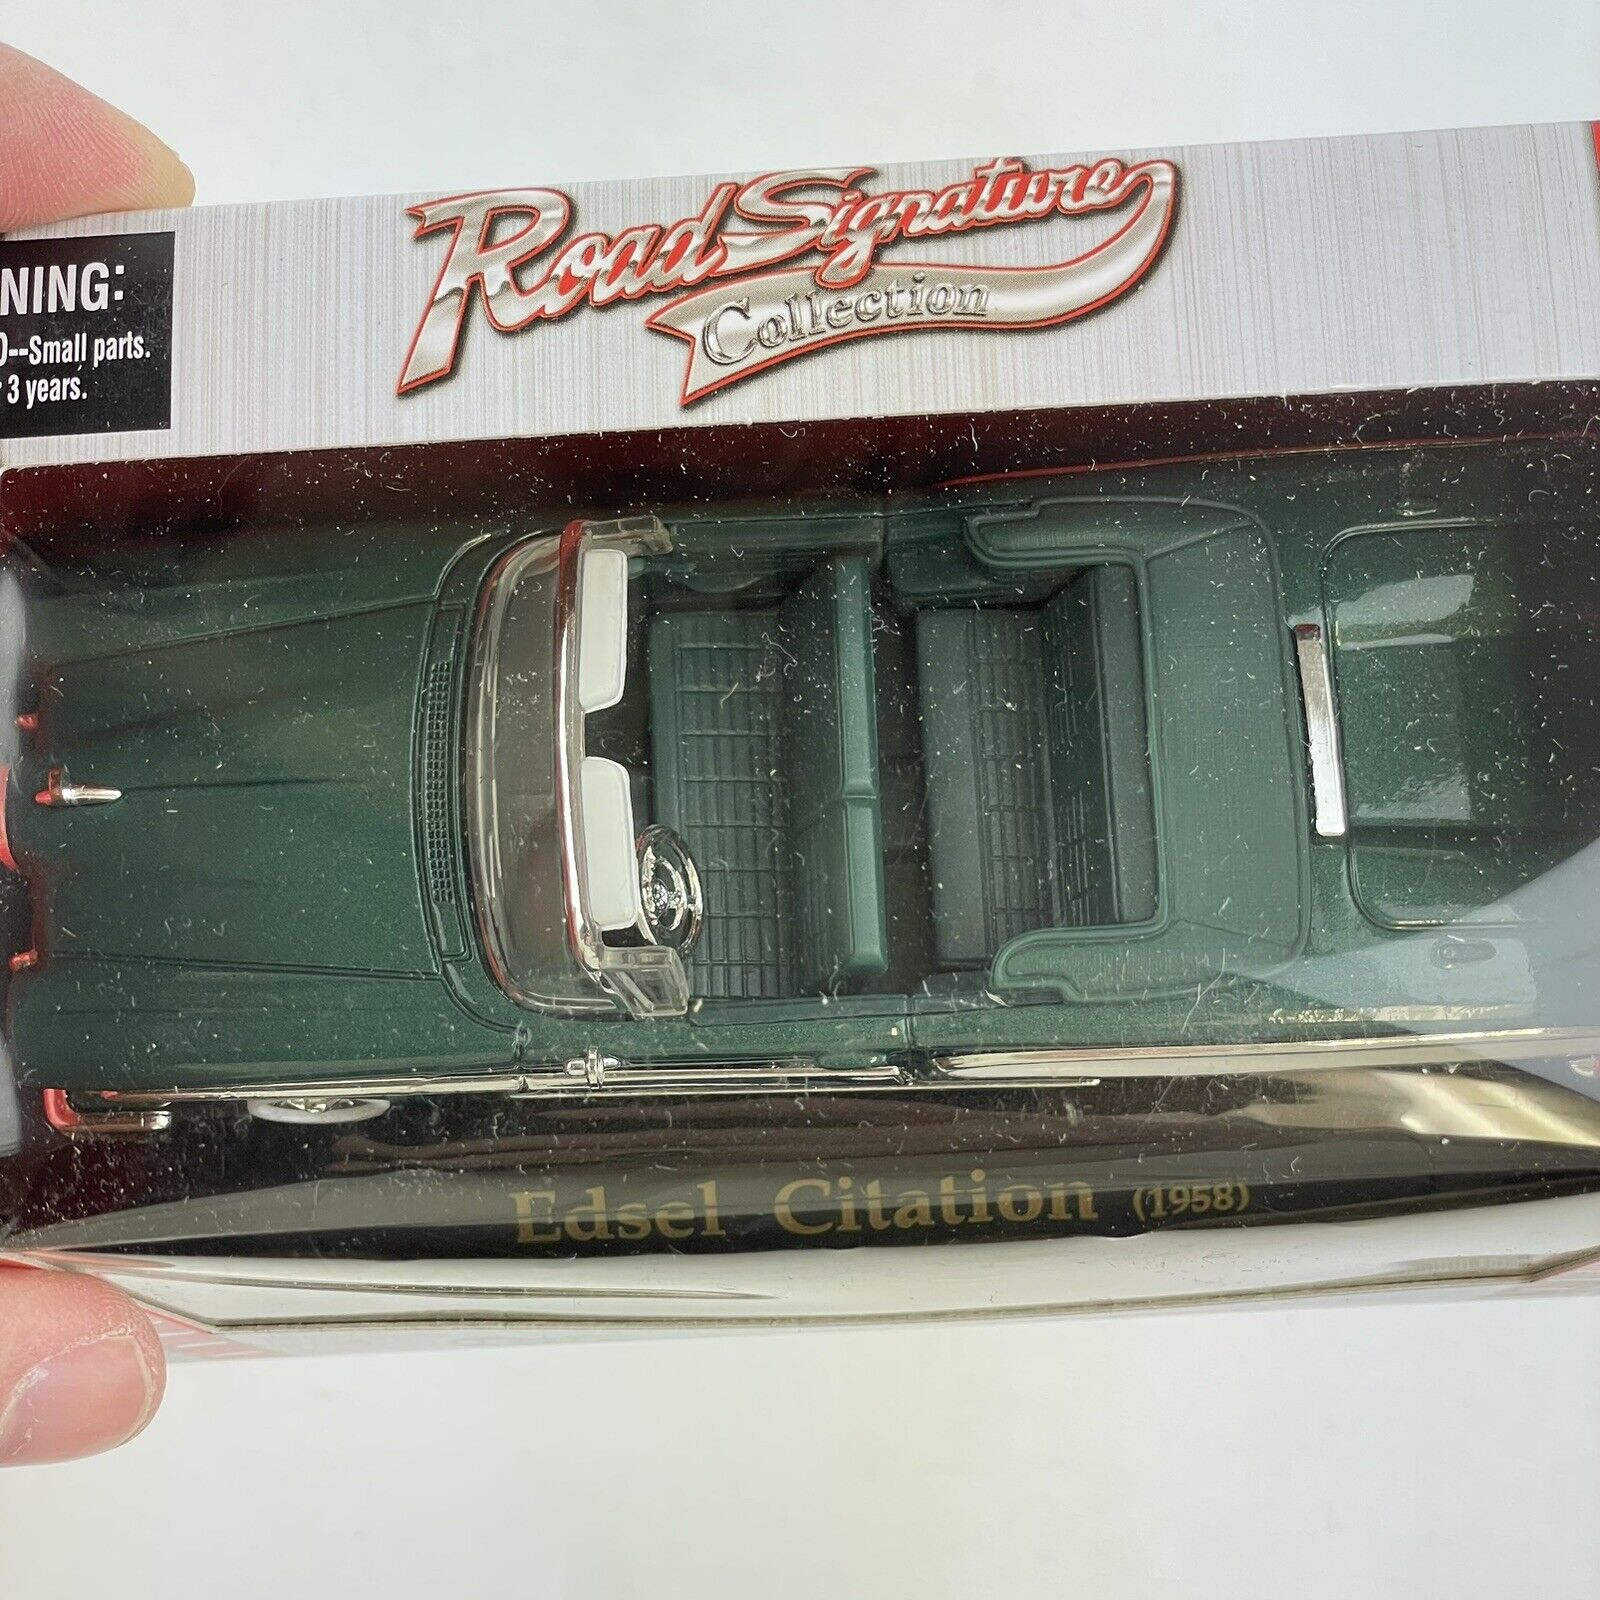 Road Signature
Collection
NING:
--Small parts.
3 years.
Edsel Citation (1958)